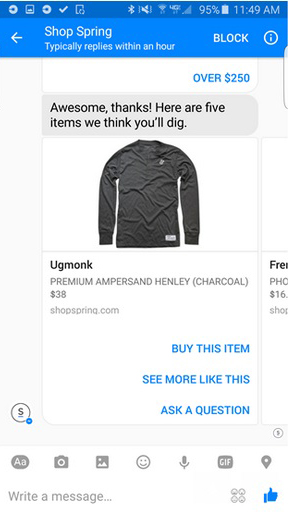 95% 11:49 AM
Shop Spring
Typically replies within an hour
BLOCK
OVER $250
Awesome, thanks! Here are five
items we think you'll dig.
Ugmonk
PREMIUM AMPERSAND HENLEY (CHARCOAL)
$38
shopspring.com
BUY THIS ITEM
SEE MORE LIKE THIS
ASK A QUESTION
Frer
PHO
$16.
shop
S
Aa
GIF
Write a message...